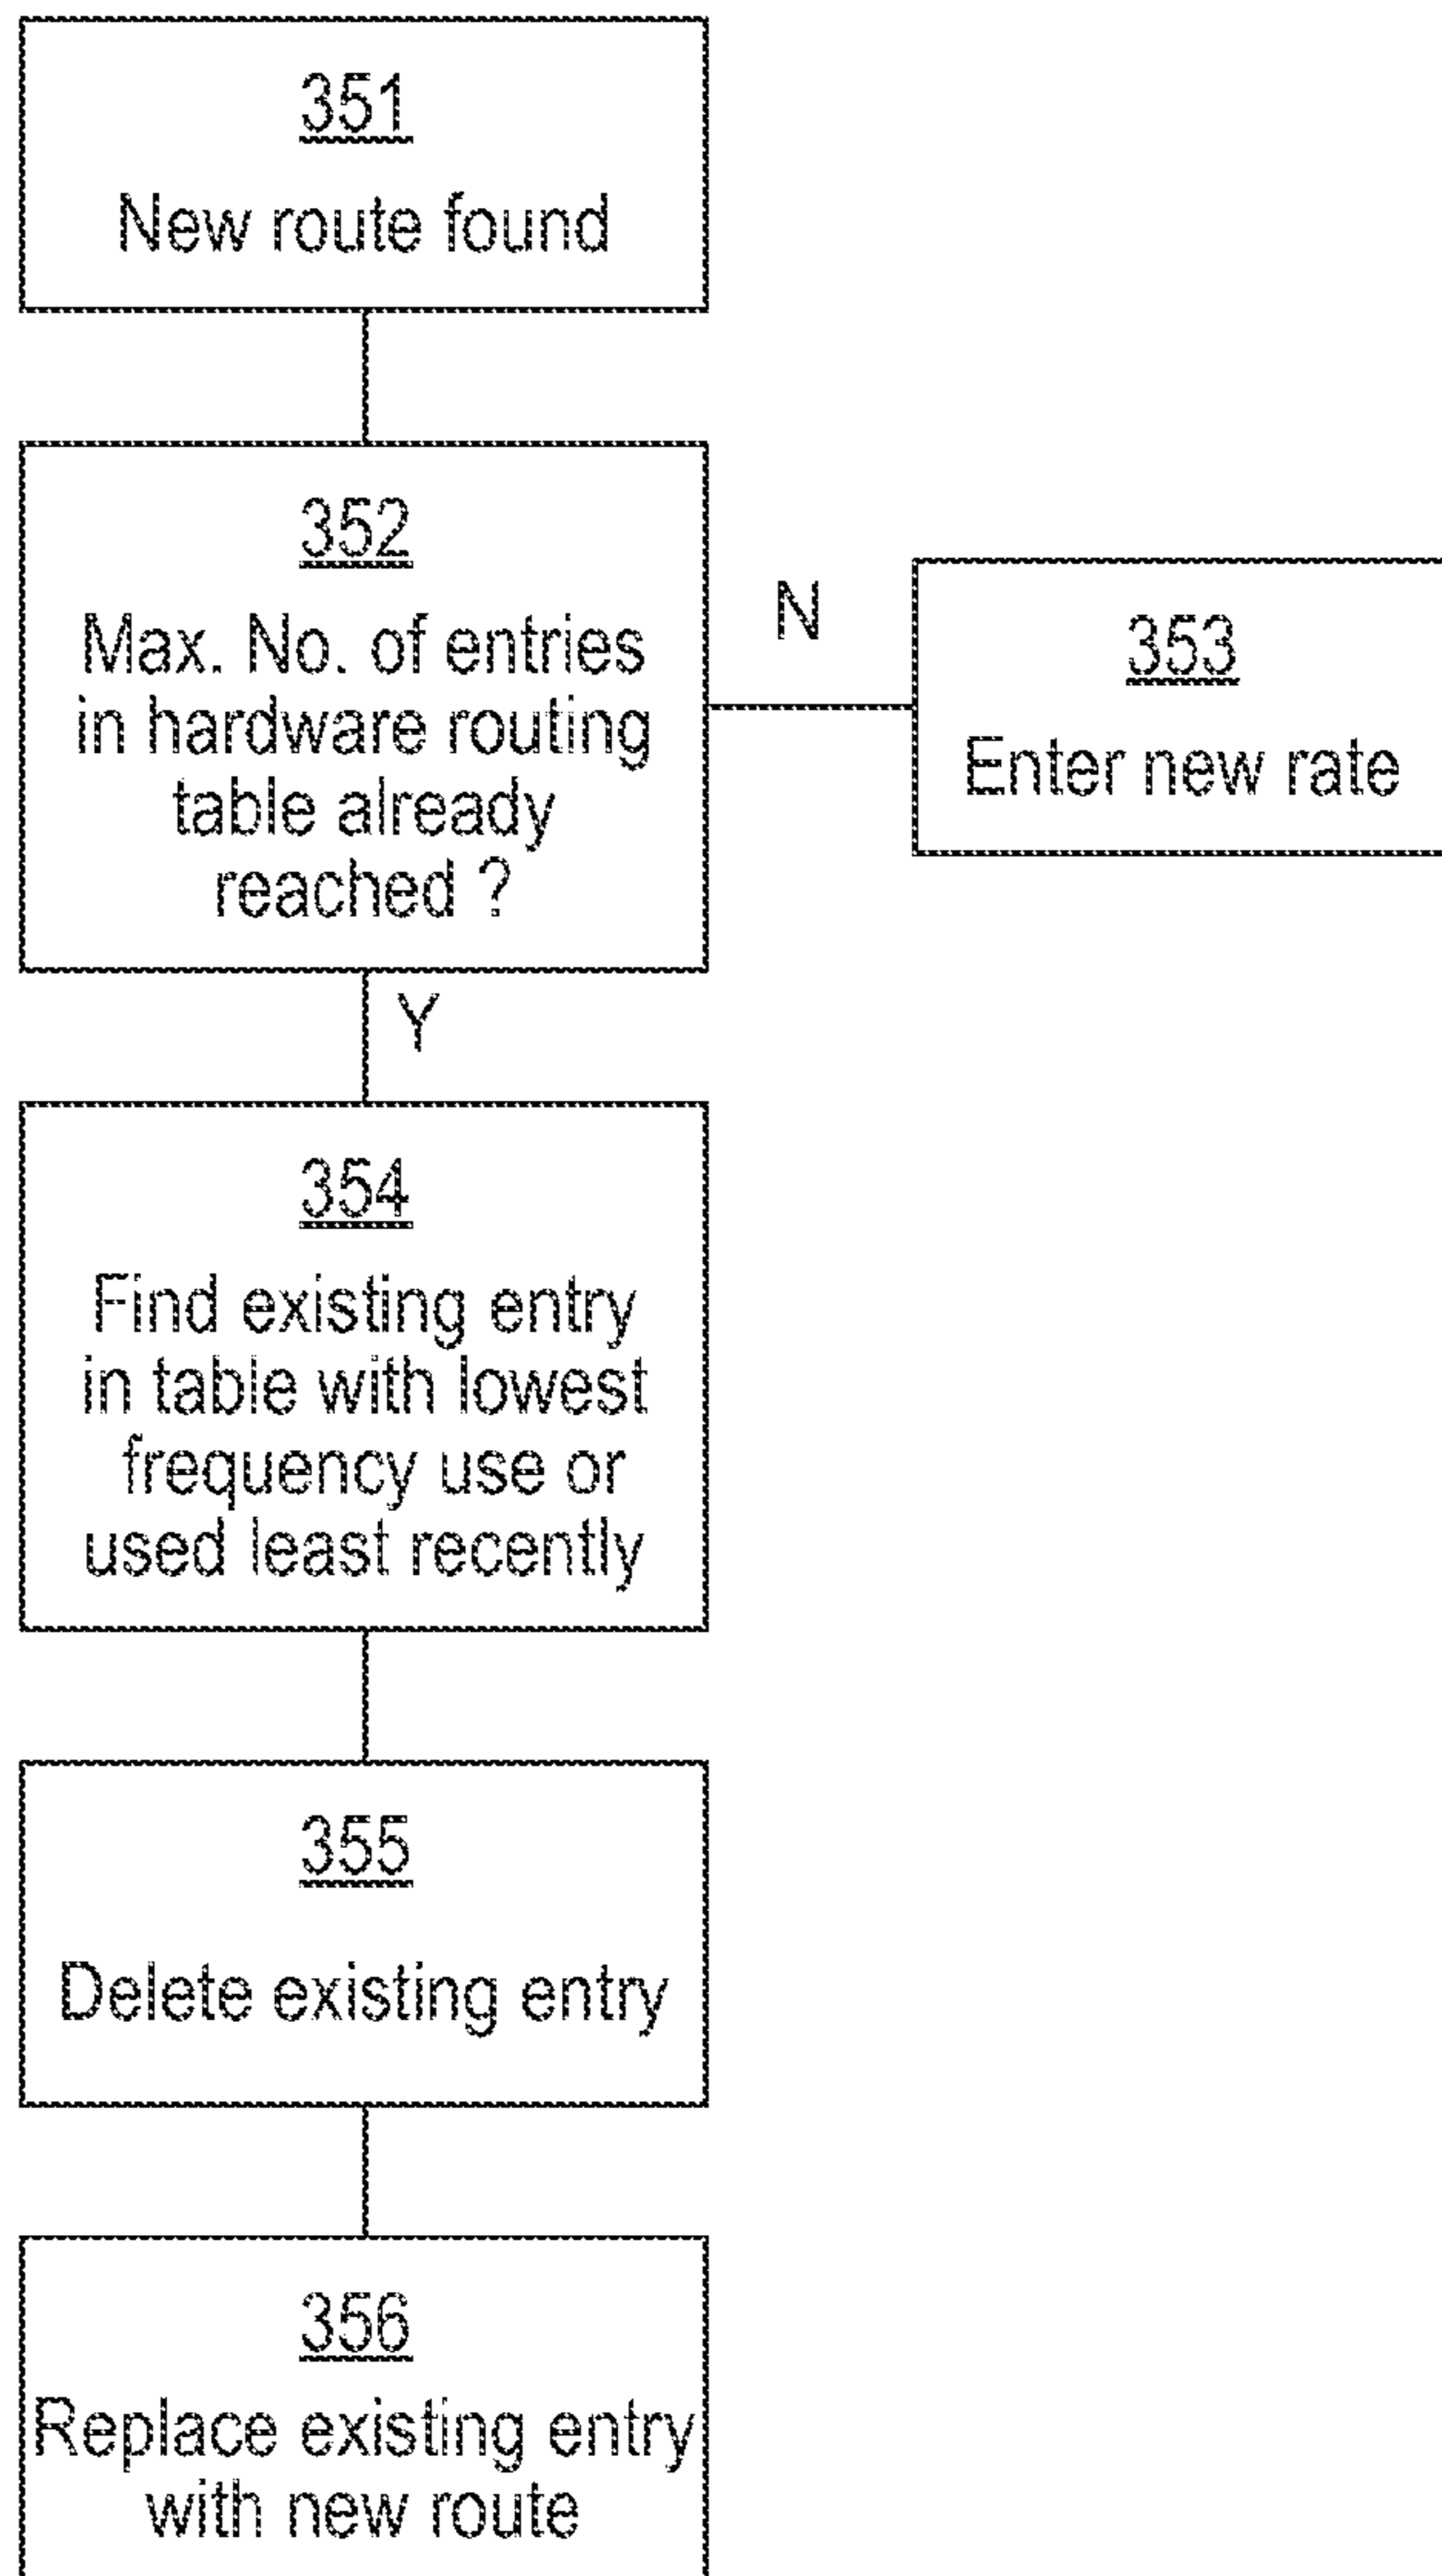 351
New route found
352
Max. No. of entries
in hardware routing
table already
reached ?
N
353
Enter new rate
Y
354
Find existing entry
in table with lowest
frequency use or
used least recently
355
Delete existing entry
356
Replace existing entry
with new route